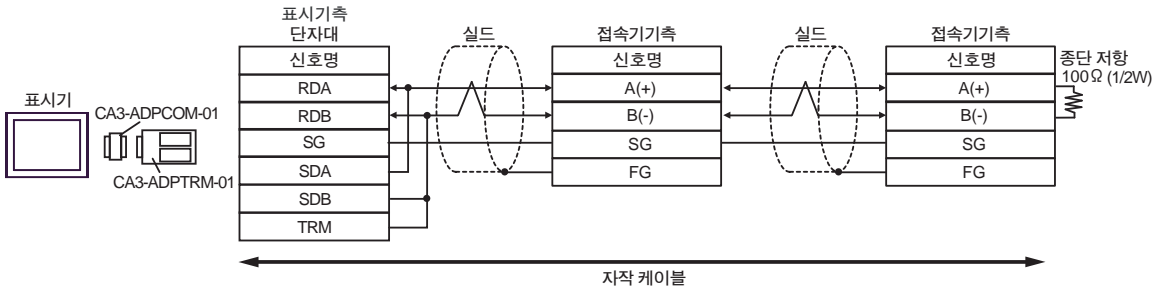 표시기
CA3-ADPCOM-01
CA3-ADPTRM-01
표시기측
단자대
신호명
RDA
RDB
SG
SDA
SDB
TRM
실드
접속기기측
신호명
A(+)
B(-)
SG
FG
실드
접속기기측
신호명
A(+)
B(-)
SG
FG
종단 저항
100Ω (1/2W)
자작 케이블